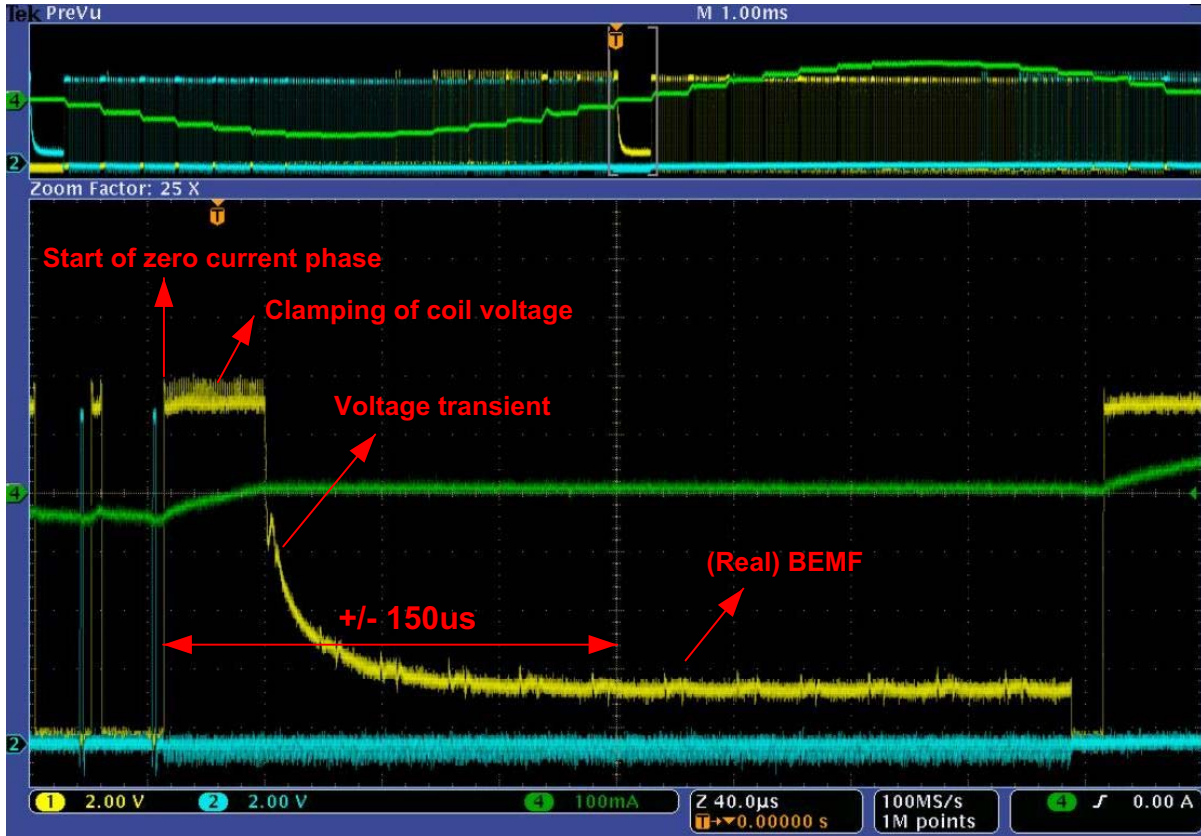 Tek PreVu M 1.00ms
T
4
2
Zoom Factor: 25 X
T
Start of zero current phase
Clamping of coil voltage
Voltage transient
4
(Real) BEMF
+/- 150us
2
1 2.00 V 2 2.00 V 4 100mA Z 40.0µs 100MS/s 4 0.00 A
T→▼0.00000 s 1M points